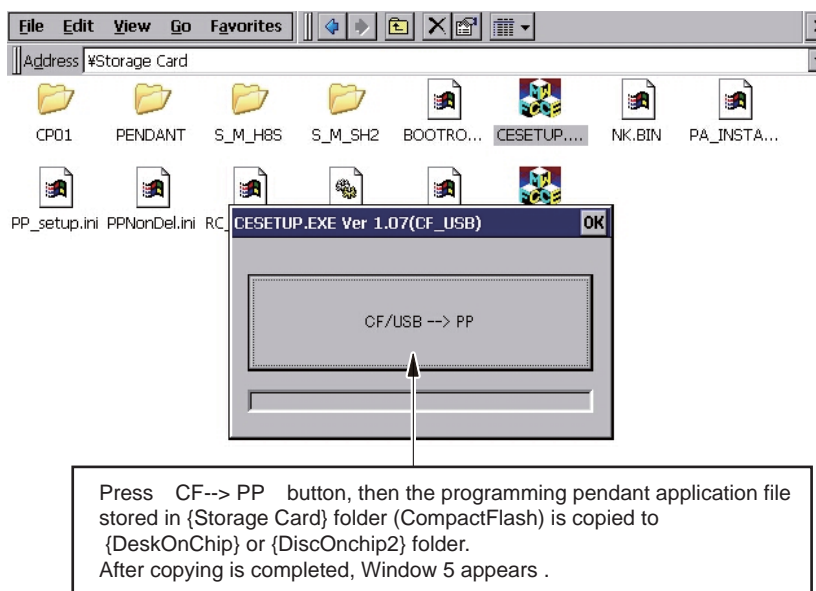 File Edit View Go Favorites
Address ¥Storage Card
CP01 PENDANT S_M_H8S S_M_SH2 BOOTRO... CESETUP.... NK.BIN PA_INSTA...
PP_setup.ini PPNonDel.ini RC_
CESETUP.EXE Ver 1.07(CF_USB) OK
CF/USB --> PP
Press CF--> PP button, then the programming pendant application file
stored in {Storage Card} folder (CompactFlash) is copied to
{DeskOnChip} or {DiscOnchip2} folder.
After copying is completed, Window 5 appears .